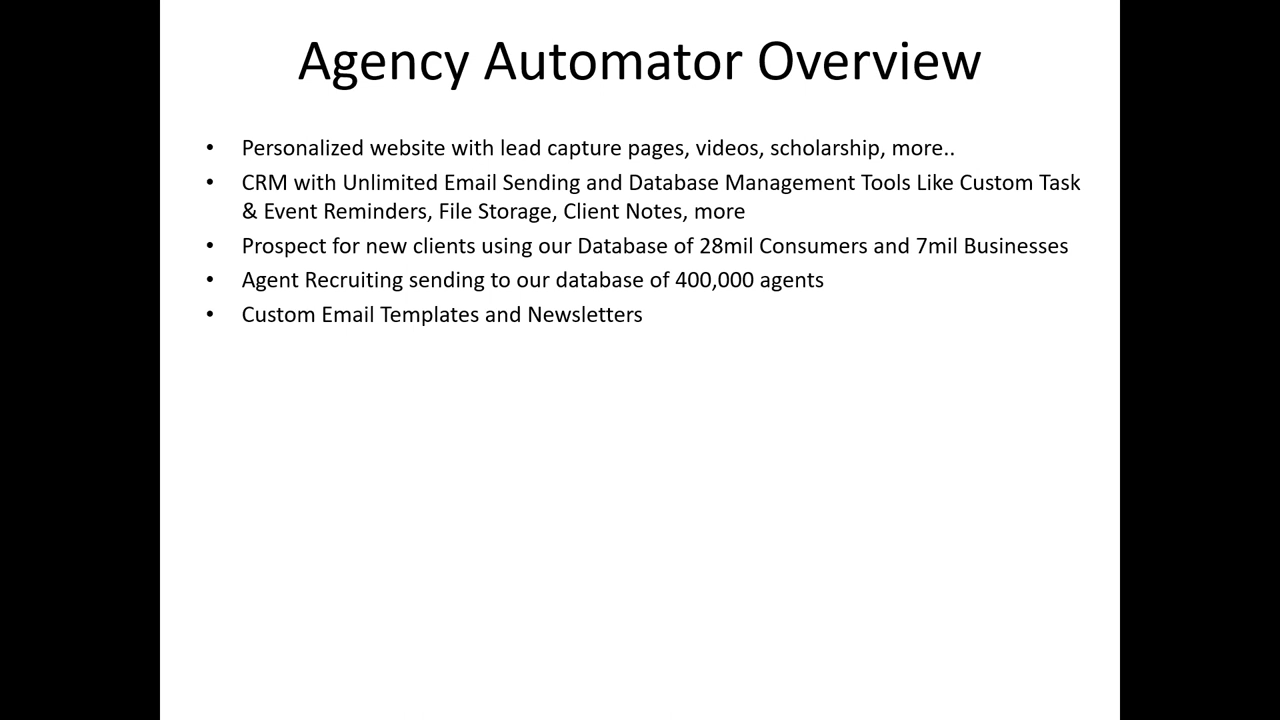 Agency Automator Overview
• Personalized website with lead capture pages, videos, scholarship, more..
• CRM with Unlimited Email Sending and Database Management Tools Like Custom Task
& Event Reminders, File Storage, Client Notes, more
• Prospect for new clients using our Database of 28mil Consumers and 7mil Businesses
• Agent Recruiting sending to our database of 400,000 agents
• Custom Email Templates and Newsletters